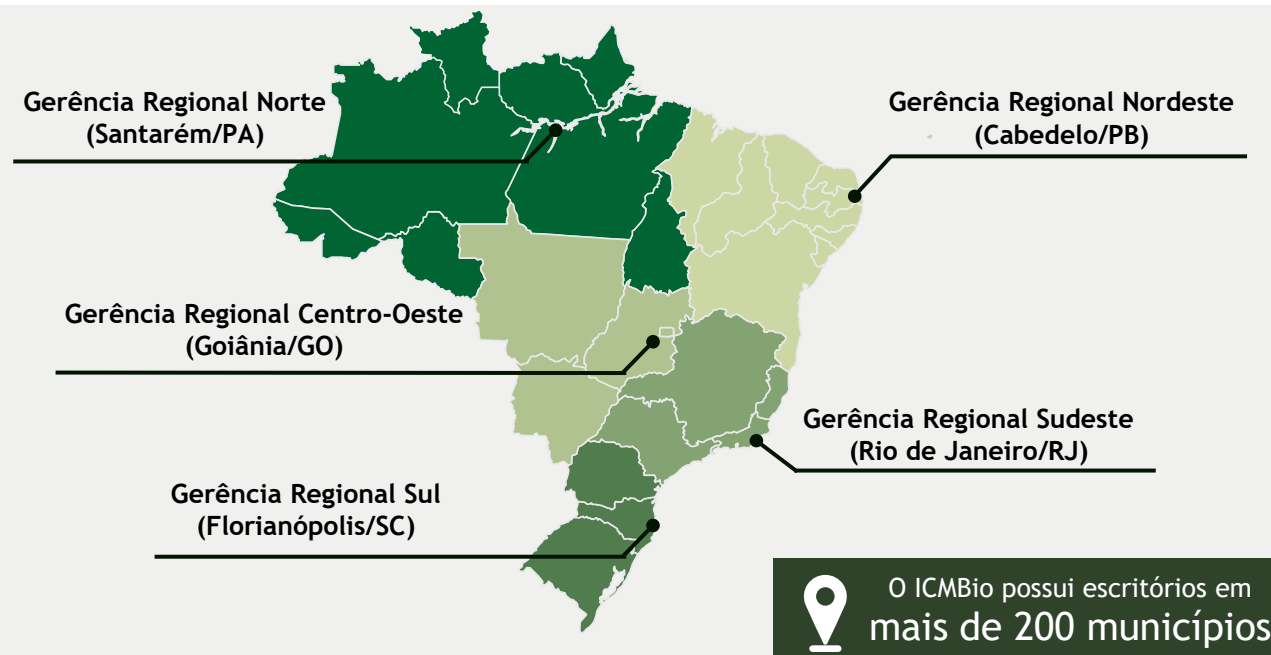 Gerência Regional Norte
(Santarém/PA)
Gerência Regional Nordeste
(Cabedelo/PB)
Gerência Regional Centro-Oeste
(Goiânia/GO)
Gerência Regional Sudeste
(Rio de Janeiro/RJ)
Gerência Regional Sul
(Florianópolis/SC)
O ICMBio possui escritórios em
mais de 200 municípios